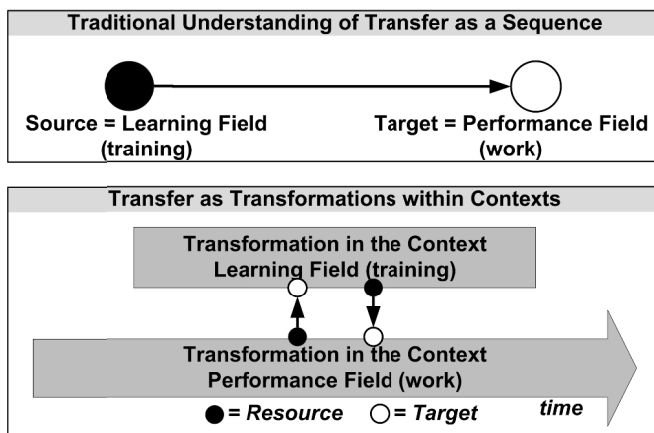 Traditional Understanding of Transfer as a Sequence
Source = Learning Field
(training)
Target = Performance Field
(work)
Transfer as Transformations within Contexts
Transformation in the Context
Learning Field (training)
Transformation in the Context
Performance Field (work)
= Resource
= Target
time